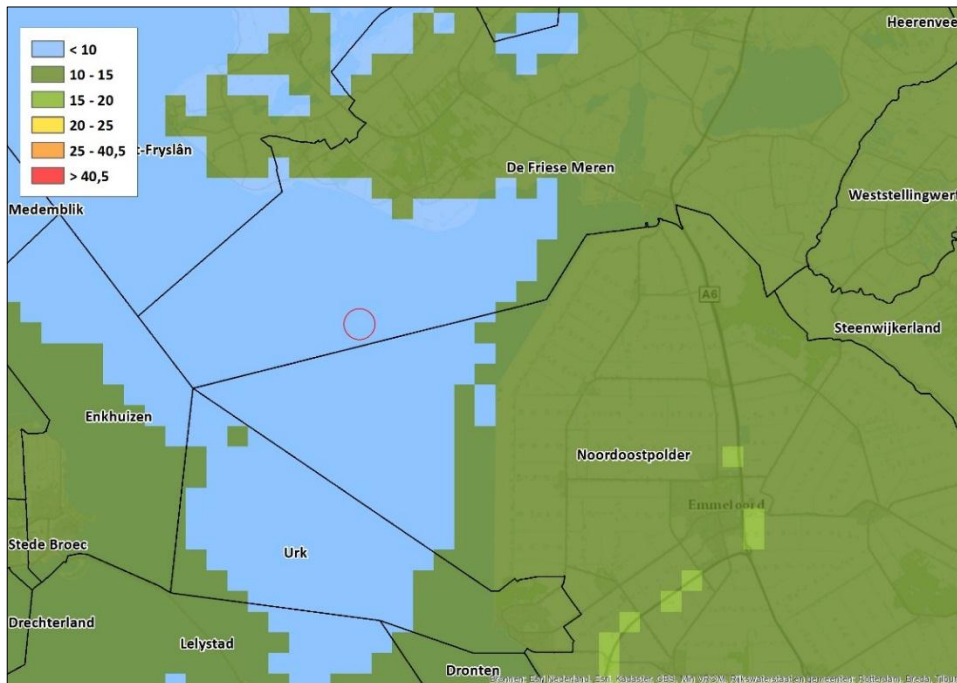 Heerenvee
< 10
10 - 15
15 - 20
20 - 25
25 - 40,5
> 40,5
t-Fryslân
De Friese Meren
Weststellingwerf
Medemblik
A6
Steenwijkerland
Enkhuizen
Noordoostpolder
Emmeloord
Stede Broec
Urk
Drechterland
Lelystad
Dronten